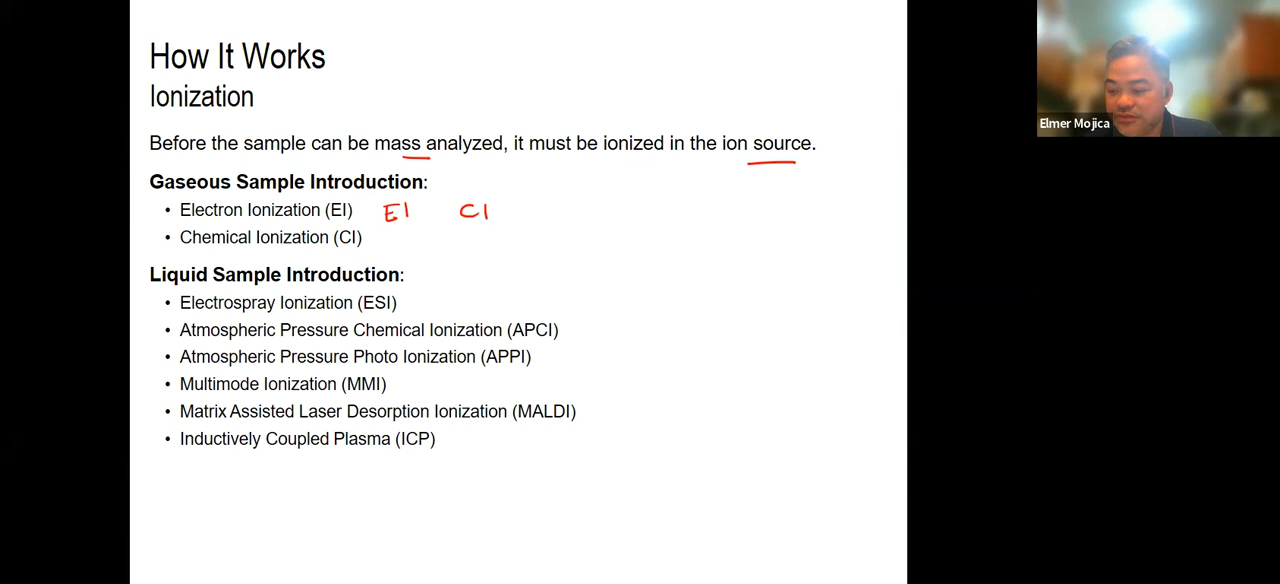 How It Works
Ionization
Before the sample can be mass analyzed, it must be ionized in the ion source.
Gaseous Sample Introduction:
• Electron Ionization (EI) EI CI
• Chemical Ionization (CI)
Liquid Sample Introduction:
• Electrospray Ionization (ESI)
• Atmospheric Pressure Chemical Ionization (APCI)
• Atmospheric Pressure Photo Ionization (APPI)
• Multimode Ionization (MMI)
• Matrix Assisted Laser Desorption Ionization (MALDI)
• Inductively Coupled Plasma (ICP)
Elmer Mojica